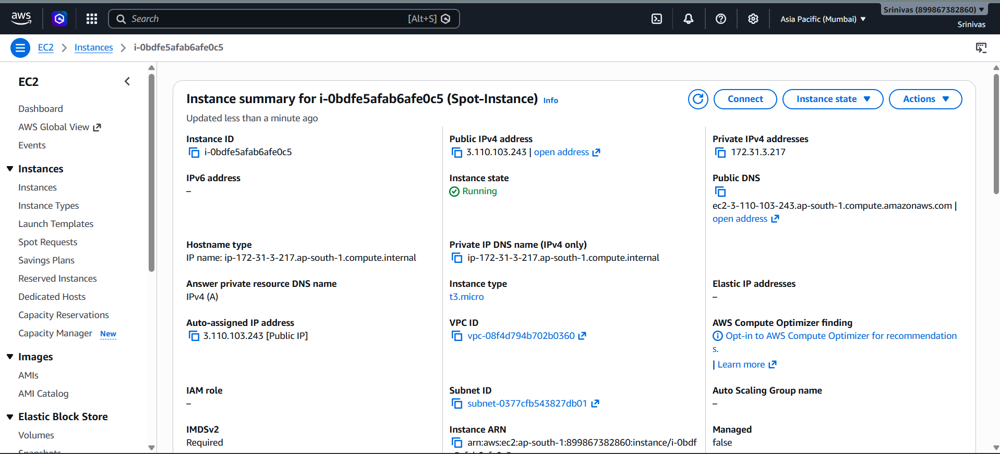 aws
Search [Alt+S]
Asia Pacific (Mumbai)
Srinivas (899867382860)
Srinivas
EC2 Instances i-0bdfe5afab6afe0c5
EC2
Dashboard
AWS Global View
Events
Instances
Instances
Instance Types
Launch Templates
Spot Requests
Savings Plans
Reserved Instances
Dedicated Hosts
Capacity Reservations
Capacity Manager New
Images
AMIs
AMI Catalog
Elastic Block Store
Volumes
Snapshots
Instance summary for i-0bdfe5afab6afe0c5 (Spot-Instance) Info
Updated less than a minute ago
Connect
Instance state
Actions
Instance ID
i-0bdfe5afab6afe0c5
Public IPv4 address
3.110.103.243 | open address
Private IPv4 addresses
172.31.3.217
IPv6 address
–
Instance state
Running
Public DNS
ec2-3-110-103-243.ap-south-1.compute.amazonaws.com |
open address
Hostname type
IP name: ip-172-31-3-217.ap-south-1.compute.internal
Private IP DNS name (IPv4 only)
ip-172-31-3-217.ap-south-1.compute.internal
Answer private resource DNS name
IPv4 (A)
Instance type
t3.micro
Elastic IP addresses
–
Auto-assigned IP address
3.110.103.243 [Public IP]
VPC ID
vpc-08f4d794b702b0360
AWS Compute Optimizer finding
Opt-in to AWS Compute Optimizer for recommendation
s.
| Learn more
IAM role
–
Subnet ID
subnet-0377cfb543827db01
Auto Scaling Group name
–
IMDSv2
Required
Instance ARN
arn:aws:ec2:ap-south-1:899867382860:instance/i-0bdf
Managed
false